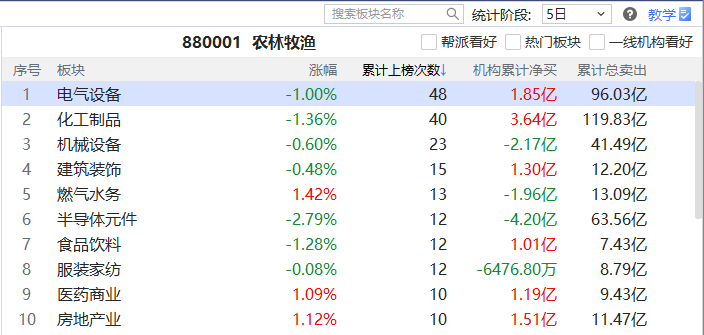 搜索板块名称 统计阶段: 5日 ? 教学
880001 农林牧渔 帮派看好 热门板块 一线机构看好
序号 板块 涨幅 累计上榜次数↓ 机构累计净买 累计总卖出
1 电气设备 -1.00% 48 1.85亿 96.03亿
2 化工制品 -1.36% 40 3.64亿 119.83亿
3 机械设备 -0.60% 23 -2.17亿 41.49亿
4 建筑装饰 -0.48% 15 1.30亿 12.20亿
5 燃气水务 1.42% 13 -1.96亿 13.09亿
6 半导体元件 -2.79% 12 -4.20亿 63.56亿
7 食品饮料 -1.28% 12 1.01亿 7.43亿
8 服装家纺 -0.08% 12 -6476.80万 8.79亿
9 医药商业 1.09% 10 1.19亿 9.43亿
10 房地产业 1.12% 10 1.51亿 11.47亿